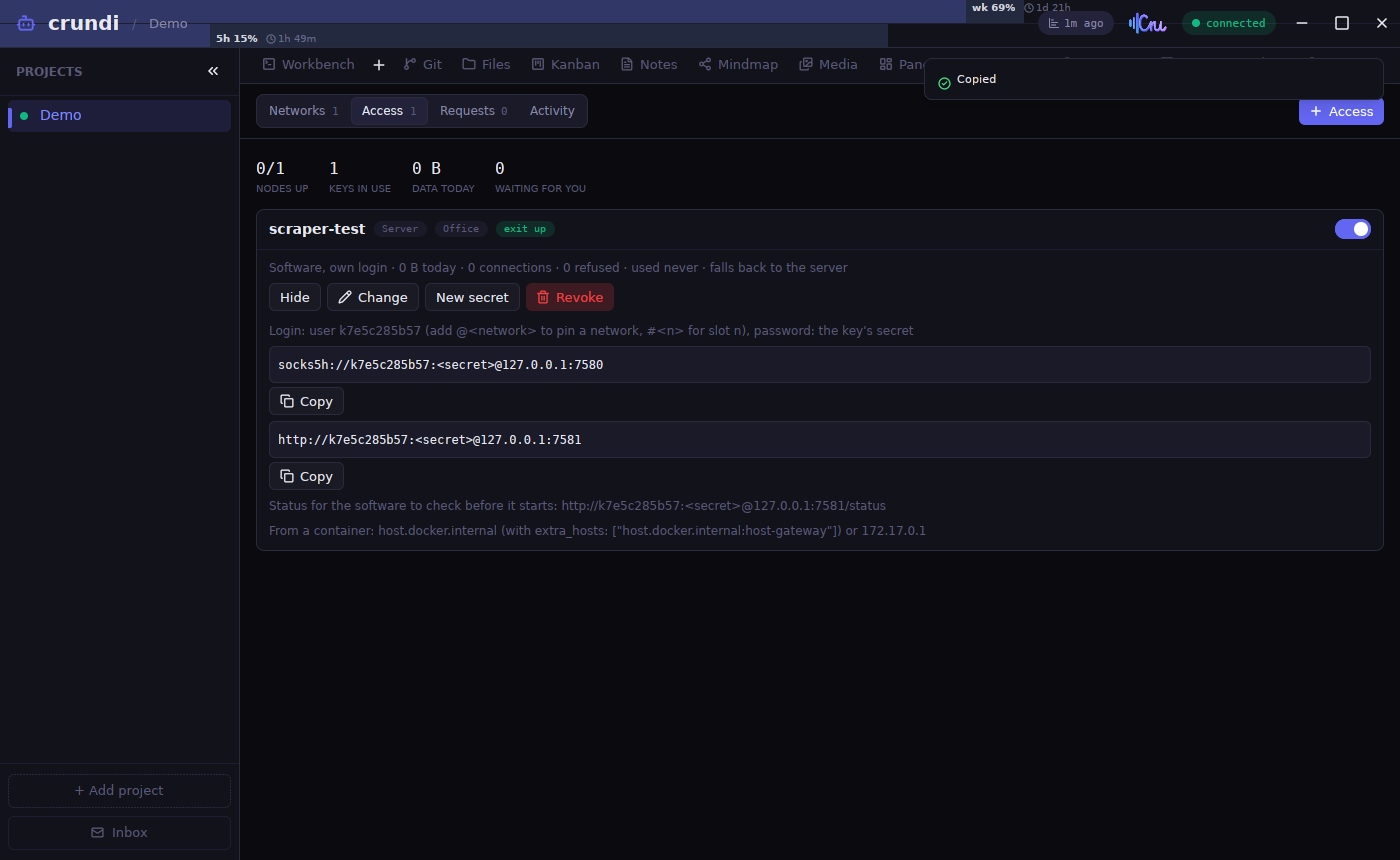 crundi / Demo
wk 69% 1d 21h
5h 15% 1h 49m
1m ago
connected
PROJECTS
Demo
+ Add project
Inbox
Workbench + Git Files Kanban Notes Mindmap Media
Copied
Networks 1 Access 1 Requests 0 Activity
+ Access
0/1 1 0 B 0
NODES UP KEYS IN USE DATA TODAY WAITING FOR YOU
scraper-test Server Office exit up
Software, own login · 0 B today · 0 connections · 0 refused · used never · falls back to the server
Hide Change New secret Revoke
Login: user k7e5c285b57 (add @<network> to pin a network, #<n> for slot n), password: the key's secret
socks5h://k7e5c285b57:<secret>@127.0.0.1:7580
Copy
http://k7e5c285b57:<secret>@127.0.0.1:7581
Copy
Status for the software to check before it starts: http://k7e5c285b57:<secret>@127.0.0.1:7581/status
From a container: host.docker.internal (with extra_hosts: ["host.docker.internal:host-gateway"]) or 172.17.0.1